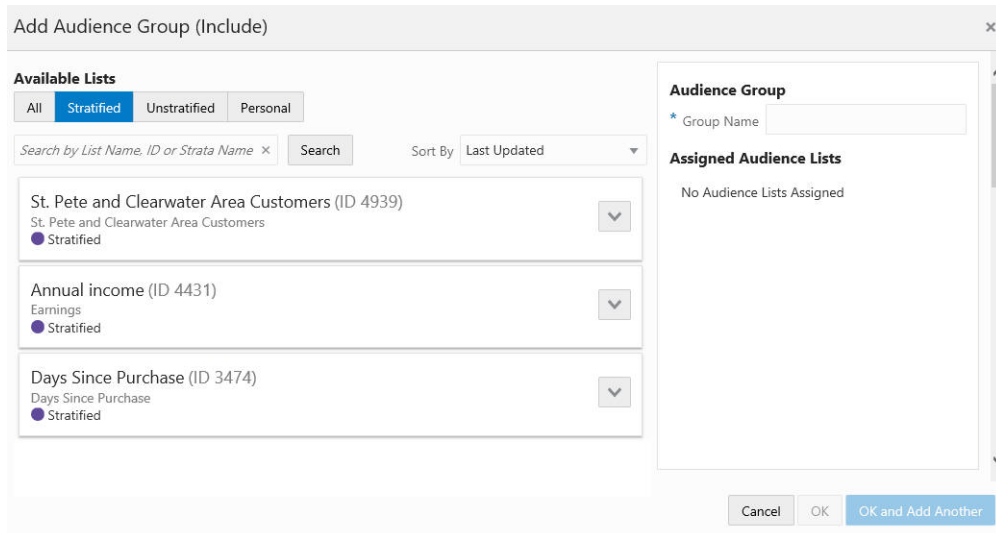 Add Audience Group (Include)
Available Lists
All Stratified Unstratified Personal
Search by List Name, ID or Strata Name × Search Sort By Last Updated
St. Pete and Clearwater Area Customers (ID 4939)
St. Pete and Clearwater Area Customers
Stratified
Annual income (ID 4431)
Earnings
Stratified
Days Since Purchase (ID 3474)
Days Since Purchase
Stratified
Audience Group
* Group Name
Assigned Audience Lists
No Audience Lists Assigned
Cancel OK OK and Add Another